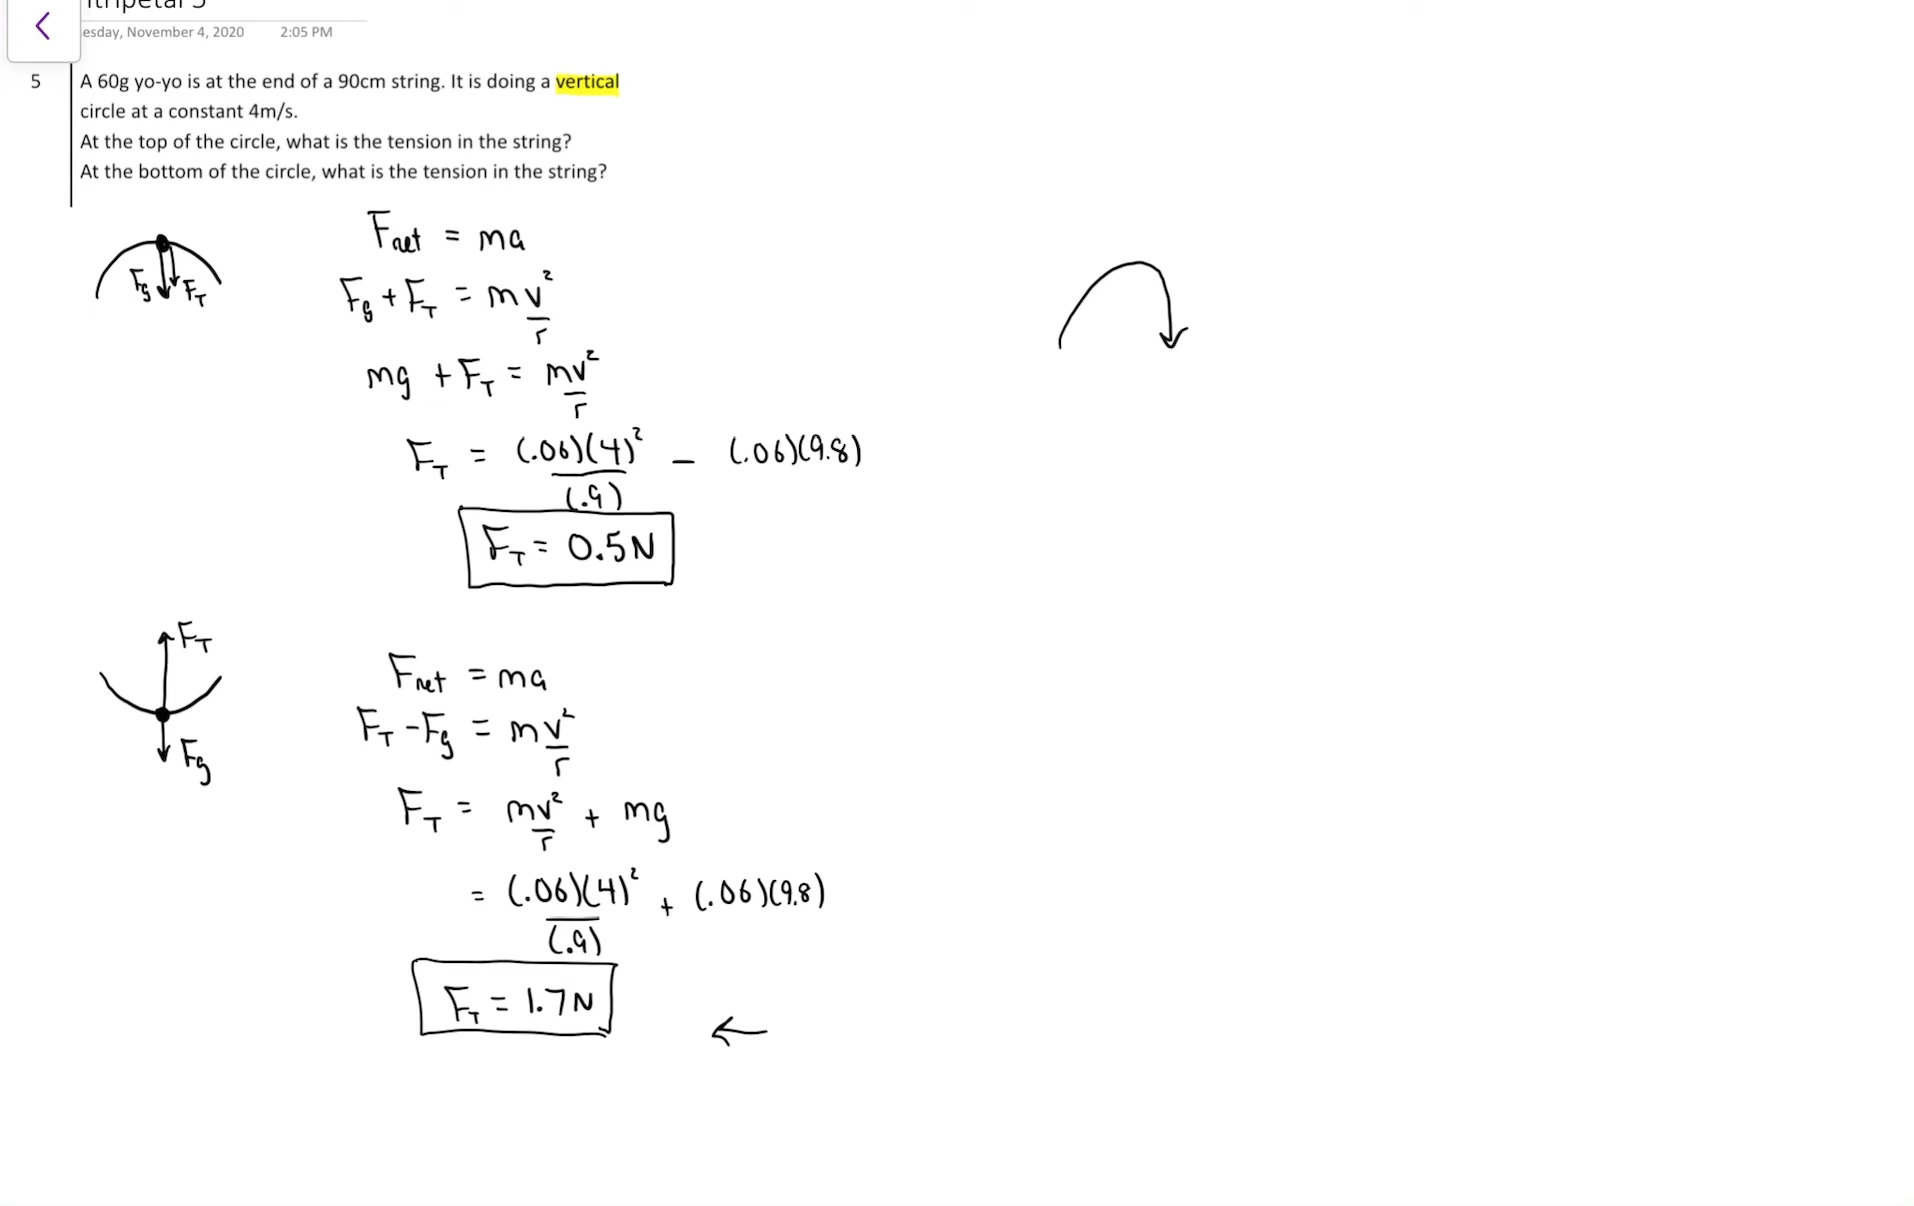 esday, November 4, 2020 2:05 PM
5 A 60g yo-yo is at the end of a 90cm string. It is doing a vertical
circle at a constant 4m/s.
At the top of the circle, what is the tension in the string?
At the bottom of the circle, what is the tension in the string?
Fnet = ma
Fg FT
Fg + FT = m v²/r
mg + FT = mv²/r
FT = (.06)(4)²/(.9) - (.06)(9.8)
FT = 0.5N
FT
Fg
Fnet = ma
FT - Fg = m v²/r
FT = mv²/r + mg
= (.06)(4)²/(.9) + (.06)(9.8)
FT = 1.7N